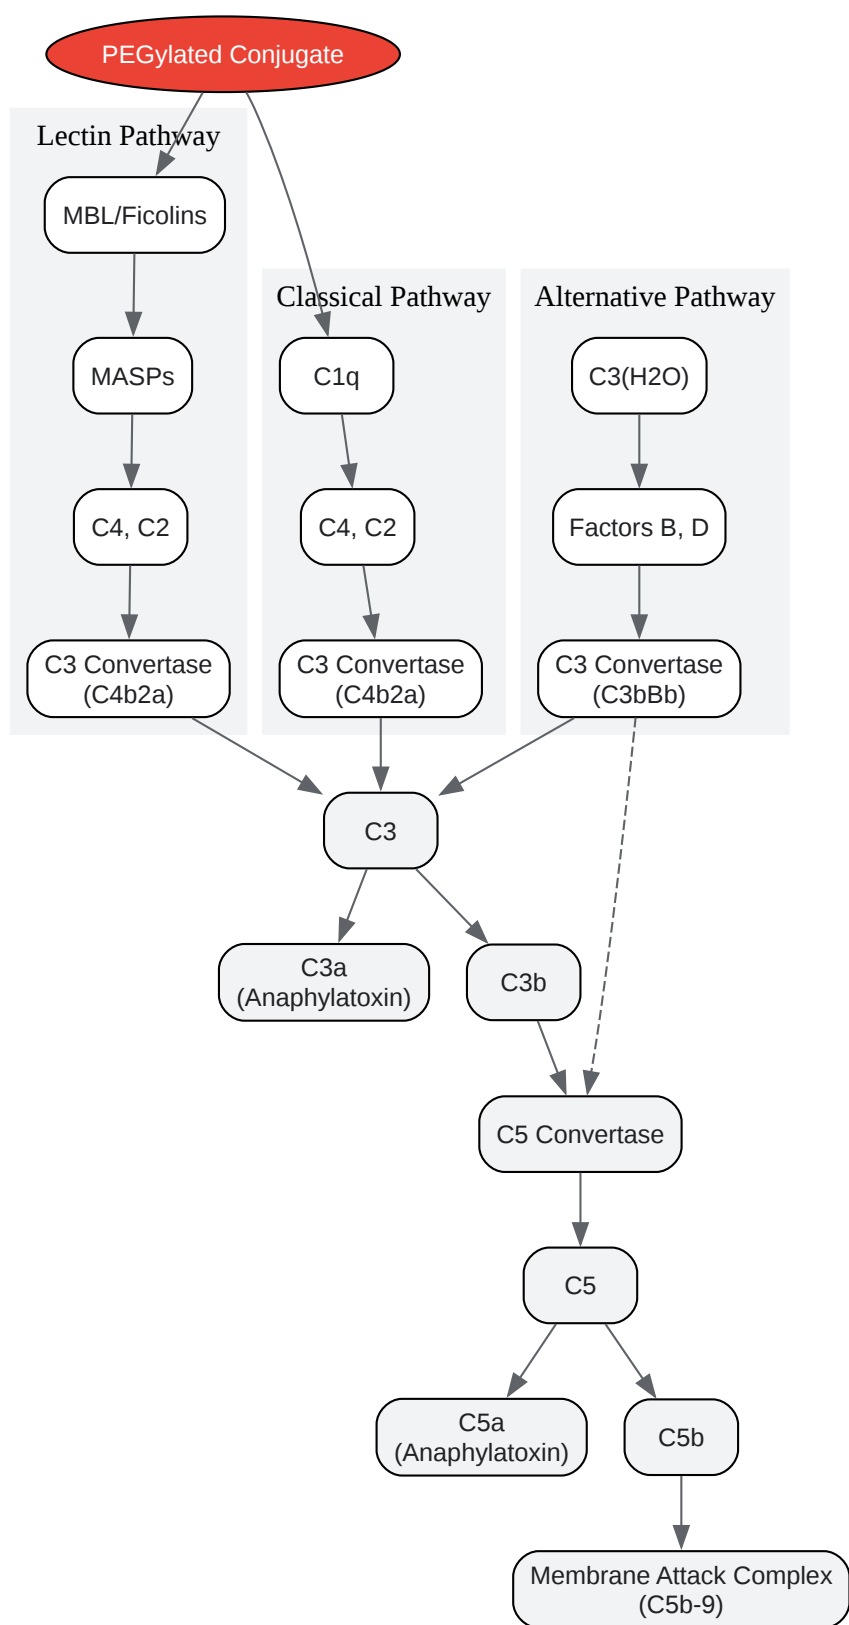 PEGylated Conjugate
Lectin Pathway
MBL/Ficolins
Classical Pathway
Alternative Pathway
MASPs
C1q
C3(H2O)
C4, C2
C4, C2
Factors B, D
C3 Convertase
(C4b2a)
C3 Convertase
(C4b2a)
C3 Convertase
(C3bBb)
C3
C3a
(Anaphylatoxin)
C3b
C5 Convertase
C5
C5a
(Anaphylatoxin)
C5b
Membrane Attack Complex
(C5b-9)